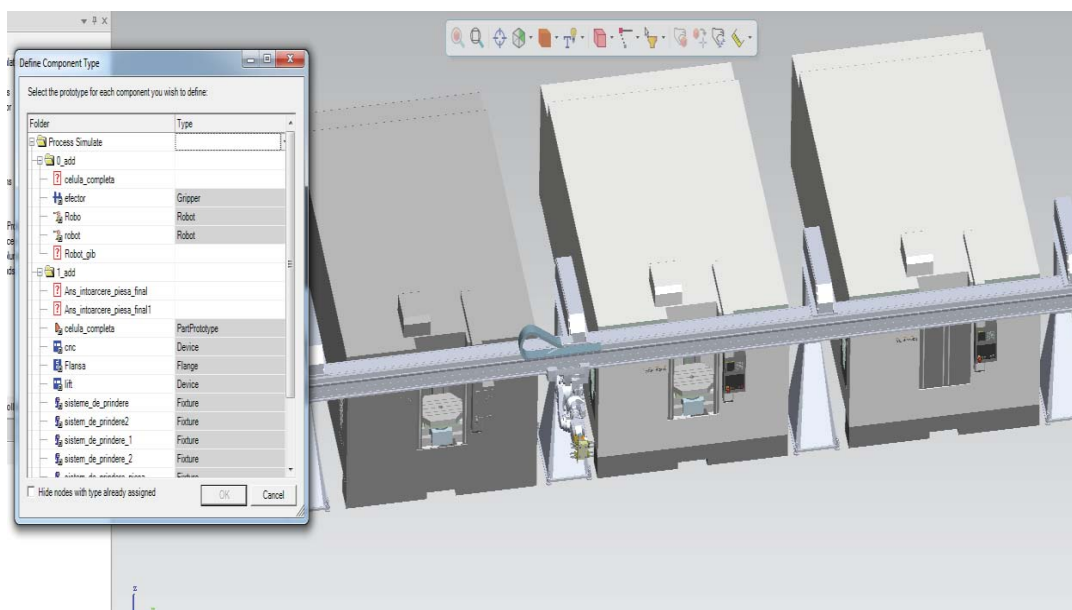 Define Component Type
Select the prototype for each component you wish to define:
Folder Type
Process Simulate
0_add
celula_completa
efector Gripper
Robo Robot
robot Robot
Robot_gib
1_add
Ans_intoarcere_piesa_final
Ans_intoarcere_piesa_final1
celula_completa PartPrototype
cnc Device
Flansa Flange
lift Device
sisteme_de_prindere Fixture
sistem_de_prindere2 Fixture
sistem_de_prindere_1 Fixture
sistem_de_prindere_2 Fixture
Hide nodes with type already assigned OK Cancel
z